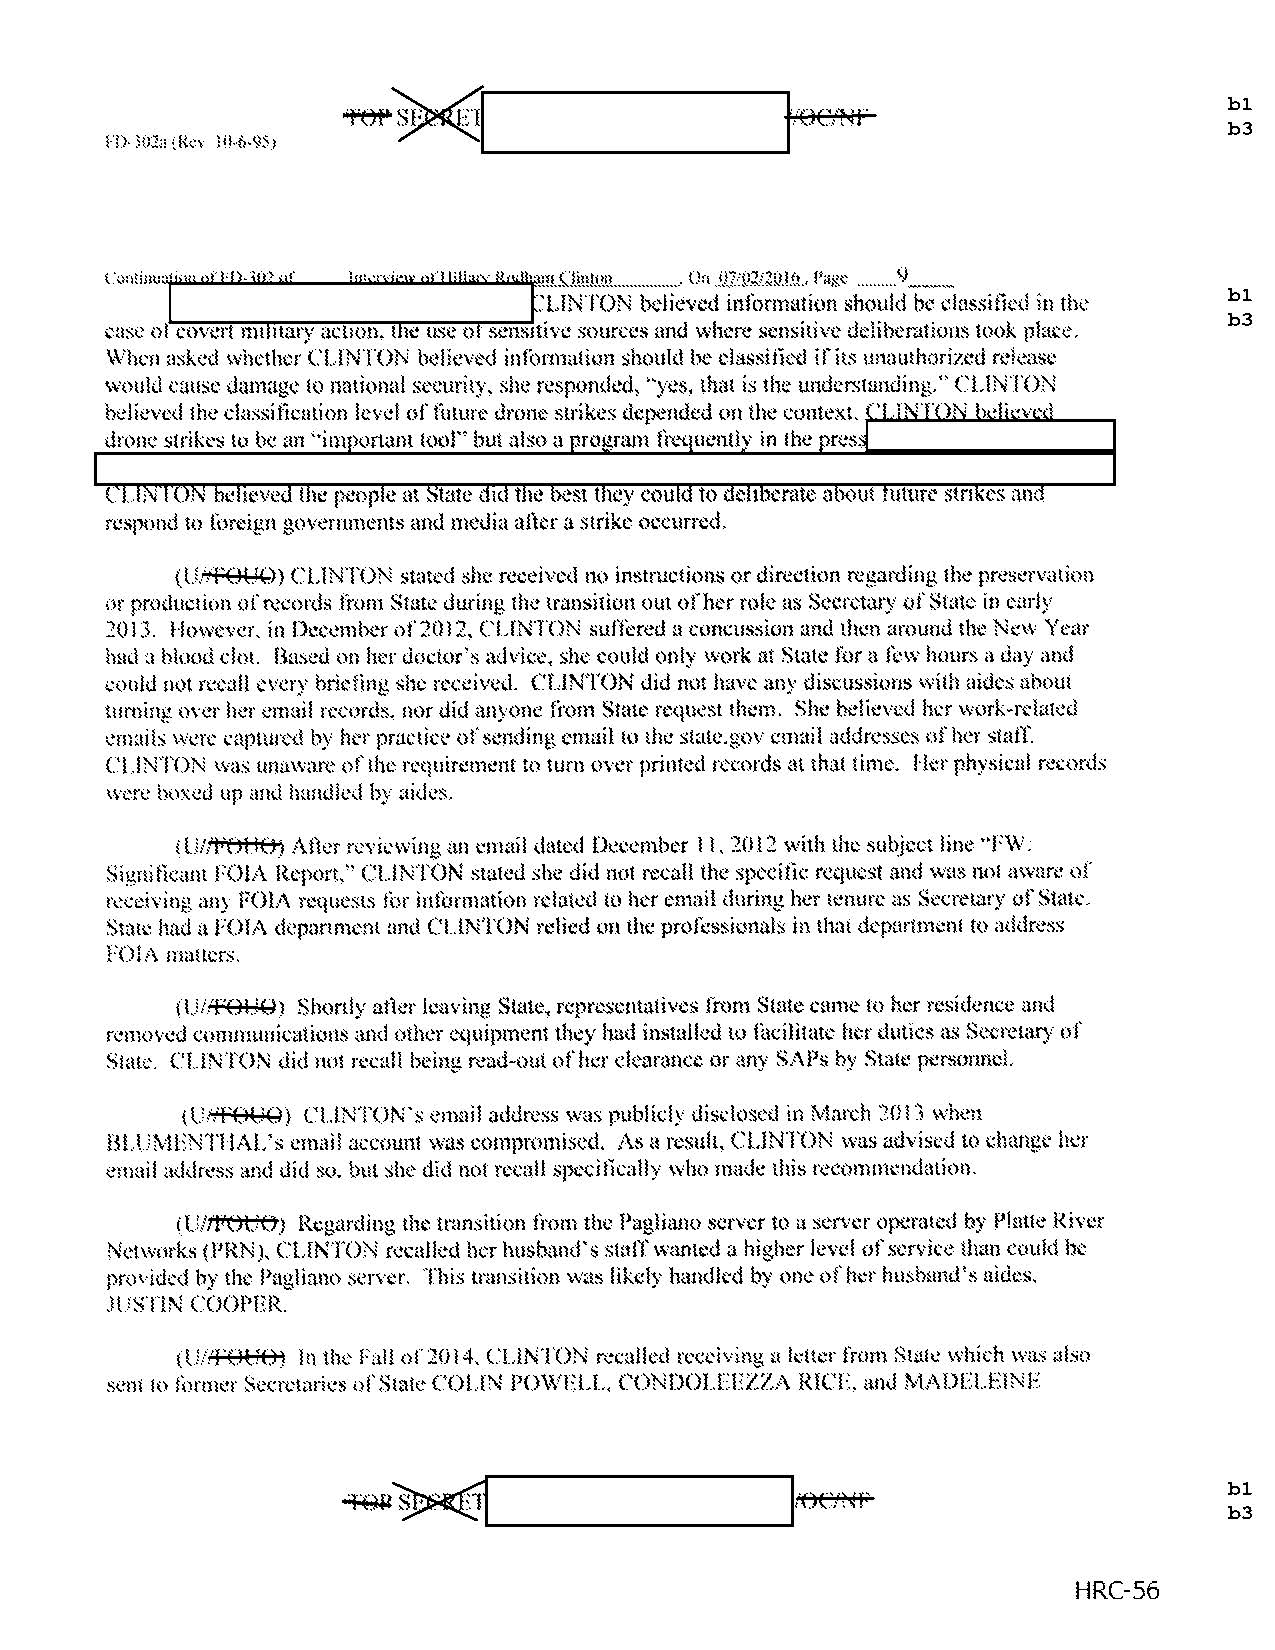 TOP SECRET /OC/NF
b1
b3
FD-302a (Rev 10-6-95)
Continuation of FD-302 of Interview of Hillary Rodham Clinton , On 07/02/2016 , Page 9
CLINTON believed information should be classified in the
b1
b3
case of covert military action, the use of sensitive sources and where sensitive deliberations took place.
When asked whether CLINTON believed information should be classified if its unauthorized release
would cause damage to national security, she responded, "yes, that is the understanding." CLINTON
believed the classification level of future drone strikes depended on the context. CLINTON believed
drone strikes to be an "important tool" but also a program frequently in the press
CLINTON believed the people at State did the best they could to deliberate about future strikes and
respond to foreign governments and media after a strike occurred.
(U//FOUO) CLINTON stated she received no instructions or direction regarding the preservation
or production of records from State during the transition out of her role as Secretary of State in early
2013. However, in December of 2012, CLINTON suffered a concussion and then around the New Year
had a blood clot. Based on her doctor's advice, she could only work at State for a few hours a day and
could not recall every briefing she received. CLINTON did not have any discussions with aides about
turning over her email records, nor did anyone from State request them. She believed her work-related
emails were captured by her practice of sending email to the state.gov email addresses of her staff.
CLINTON was unaware of the requirement to turn over printed records at that time. Her physical records
were boxed up and handled by aides.
(U//FOUO) After reviewing an email dated December 11, 2012 with the subject line "FW:
Significant FOIA Report," CLINTON stated she did not recall the specific request and was not aware of
receiving any FOIA requests for information related to her email during her tenure as Secretary of State.
State had a FOIA department and CLINTON relied on the professionals in that department to address
FOIA matters.
(U//FOUO) Shortly after leaving State, representatives from State came to her residence and
removed communications and other equipment they had installed to facilitate her duties as Secretary of
State. CLINTON did not recall being read-out of her clearance or any SAPs by State personnel.
(U//FOUO) CLINTON's email address was publicly disclosed in March 2013 when
BLUMENTHAL's email account was compromised. As a result, CLINTON was advised to change her
email address and did so, but she did not recall specifically who made this recommendation.
(U//FOUO) Regarding the transition from the Pagliano server to a server operated by Platte River
Networks (PRN), CLINTON recalled her husband's staff wanted a higher level of service than could be
provided by the Pagliano server. This transition was likely handled by one of her husband's aides,
JUSTIN COOPER.
(U//FOUO) In the Fall of 2014, CLINTON recalled receiving a letter from State which was also
sent to former Secretaries of State COLIN POWELL, CONDOLEEZZA RICE, and MADELEINE
TOP SECRET /OC/NF
b1
b3
HRC-56